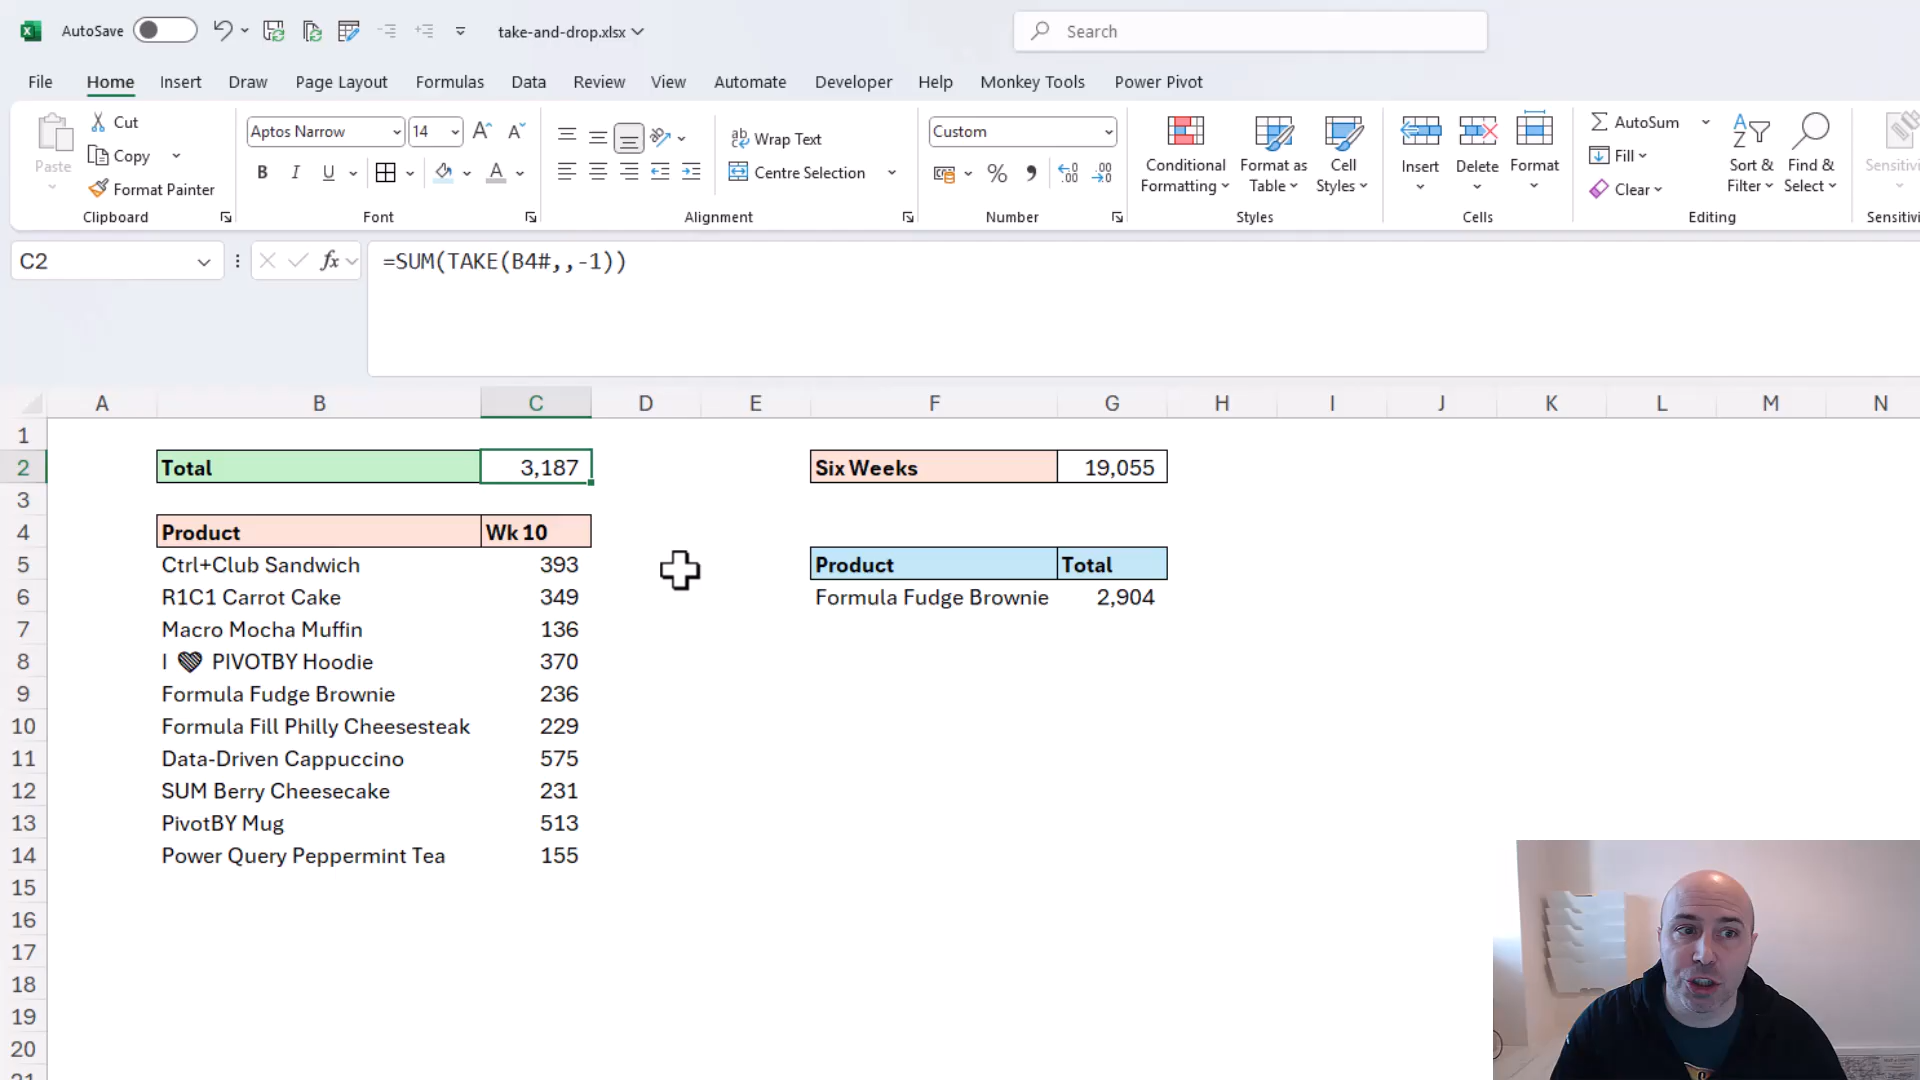 AutoSave
take-and-drop.xlsx
Search
File Home Insert Draw Page Layout Formulas Data Review View Automate Developer Help Monkey Tools Power Pivot
Paste
Cut
Copy
Format Painter
Clipboard
Aptos Narrow 14
B I U
Font
Wrap Text
Centre Selection
Alignment
Custom
Number
Conditional Formatting
Format as Table
Cell Styles
Styles
Insert
Delete
Format
Cells
AutoSum
Fill
Clear
Sort & Filter
Find & Select
Editing
Sensitivi
Sensitivi
C2 fx =SUM(TAKE(B4#,,-1))
A B C D E F G H I J K L M N
1
2 Total 3,187 Six Weeks 19,055
3
4 Product Wk 10
5 Ctrl+Club Sandwich 393 Product Total
6 R1C1 Carrot Cake 349 Formula Fudge Brownie 2,904
7 Macro Mocha Muffin 136
8 I 🖤 PIVOTBY Hoodie 370
9 Formula Fudge Brownie 236
10 Formula Fill Philly Cheesesteak 229
11 Data-Driven Cappuccino 575
12 SUM Berry Cheesecake 231
13 PivotBY Mug 513
14 Power Query Peppermint Tea 155
15
16
17
18
19
20
21